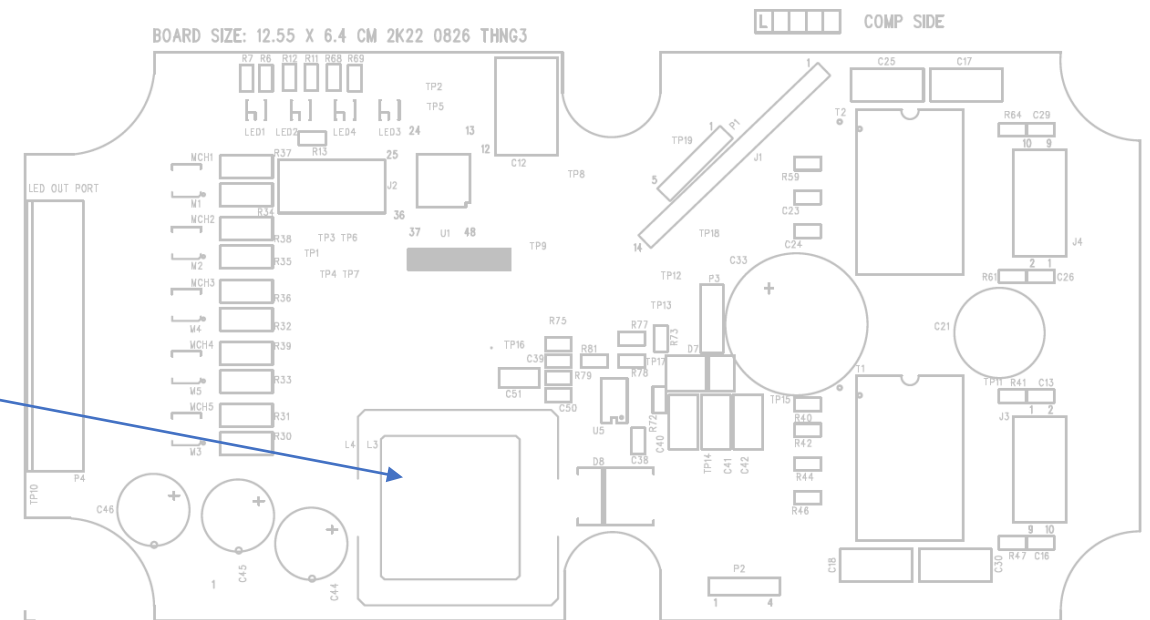 L COMP SIDE
BOARD SIZE: 12.55 X 6.4 CM 2K22 0826 THNG3
R7 R6 R12 R11 R68 R69
C25 C17
1
TP2
TP5
T2
LED1 LED2 LED4 LED3
24 13
12
R13
C12
R64 C29
10 9
1 P1
TP19
J1
MCH1 R37
25
J2
TP8
5
R59
LED OUT PORT
M1
R34
36
C23
MCH2
R38
37 U1 48
TP3 TP6
TP1
TP9
TP18
14
C24
J4
M2 R35
C33
2 1
TP4 TP7
TP12
P3
R61 C26
MCH3
R36
TP13
M4 R32
R75
R77
R73
C21
MCH4 R39
TP16
C39
R81
TP17
D7
R78
T1
M5 R33
R79
C51
C50
TP11 R41 C13
1 2
MCH5
R31
TP15
R40
J3
M3 R30
U5
R72
R42
L4 L3
C38
C40
TP14
C41
C42
D8
R44
P4
TP10
C46
R46
9 10
R47 C16
C45
1
C44
C18
C30
P2
1 4
L